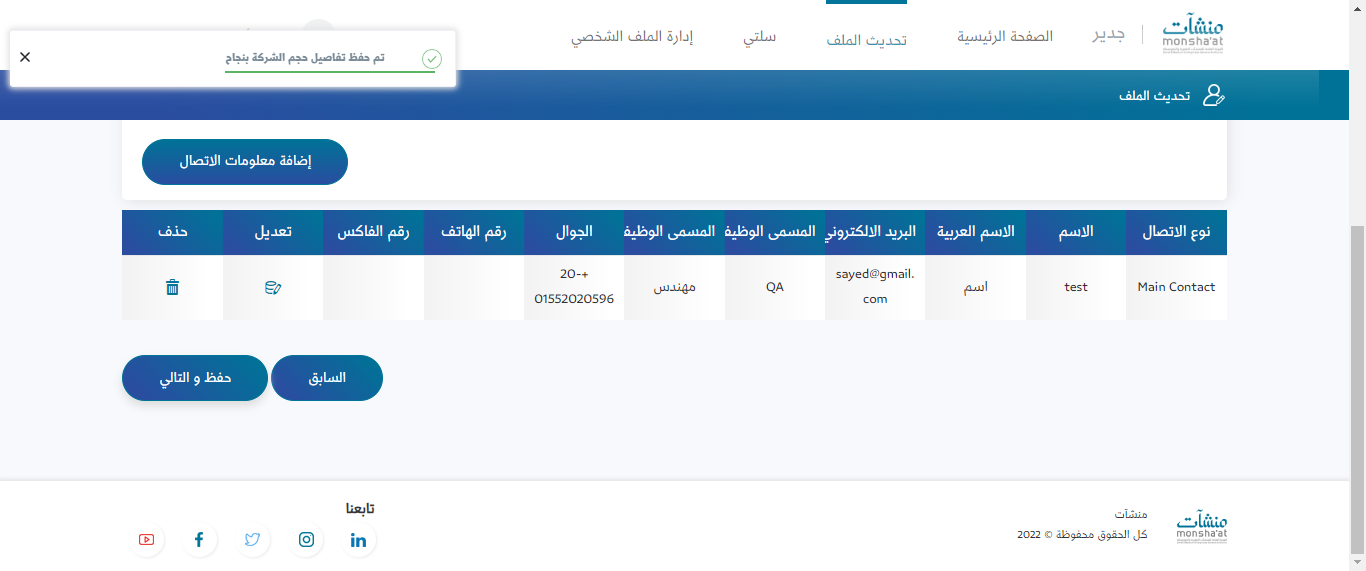 منشآت
monsha'at
جدير
الصفحة الرئيسية
تحديث الملف
سلتي
إدارة الملف الشخصي
تم حفظ تفاصيل حجم الشركة بنجاح
تحديث الملف
إضافة معلومات الاتصال
نوع الاتصال
الاسم
الاسم العربية
البريد الالكتروني
المسمى الوظيف
المسمى الوظيف
الجوال
رقم الهاتف
رقم الفاكس
تعديل
حذف
Main Contact
test
اسم
sayed@gmail.
com
QA
مهندس
20-+
01552020596
السابق
حفظ و التالي
منشآت
monsha'at
منشآت
كل الحقوق محفوظة © 2022
تابعنا